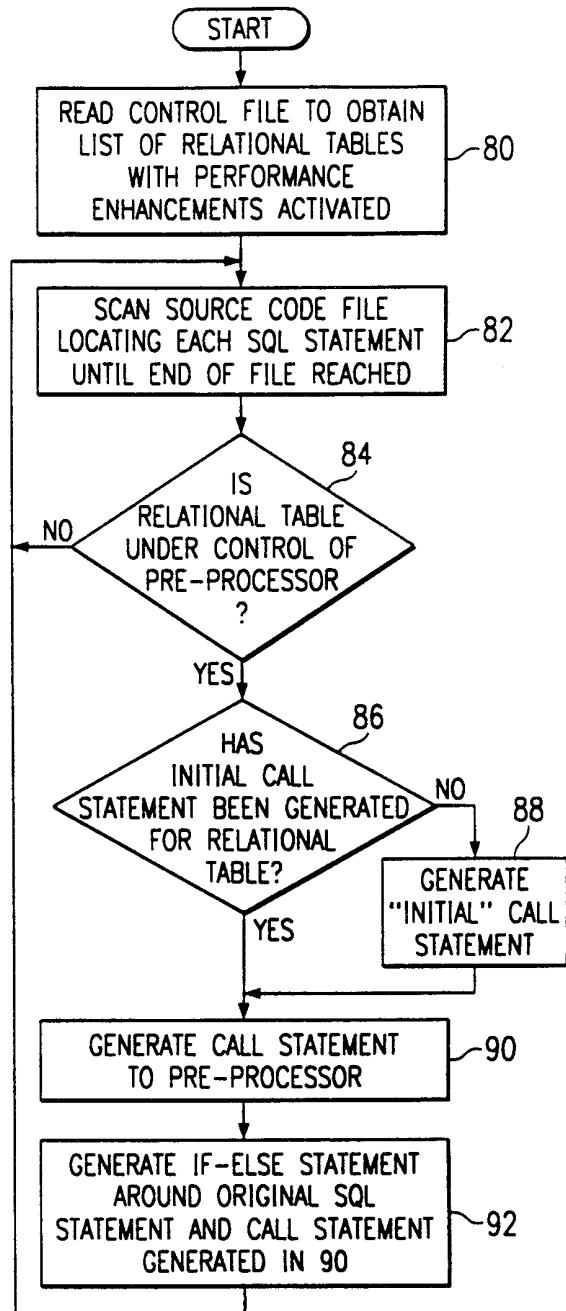 START
READ CONTROL FILE TO OBTAIN
LIST OF RELATIONAL TABLES
WITH PERFORMANCE
ENHANCEMENTS ACTIVATED
80
SCAN SOURCE CODE FILE
LOCATING EACH SQL STATEMENT
UNTIL END OF FILE REACHED
82
84
IS
RELATIONAL TABLE
UNDER CONTROL OF
PRE-PROCESSOR
?
NO
YES
86
HAS
INITIAL CALL
STATEMENT BEEN GENERATED
FOR RELATIONAL
TABLE?
NO
88
GENERATE
"INITIAL" CALL
STATEMENT
YES
GENERATE CALL STATEMENT
TO PRE-PROCESSOR
90
GENERATE IF-ELSE STATEMENT
AROUND ORIGINAL SQL
STATEMENT AND CALL STATEMENT
GENERATED IN 90
92